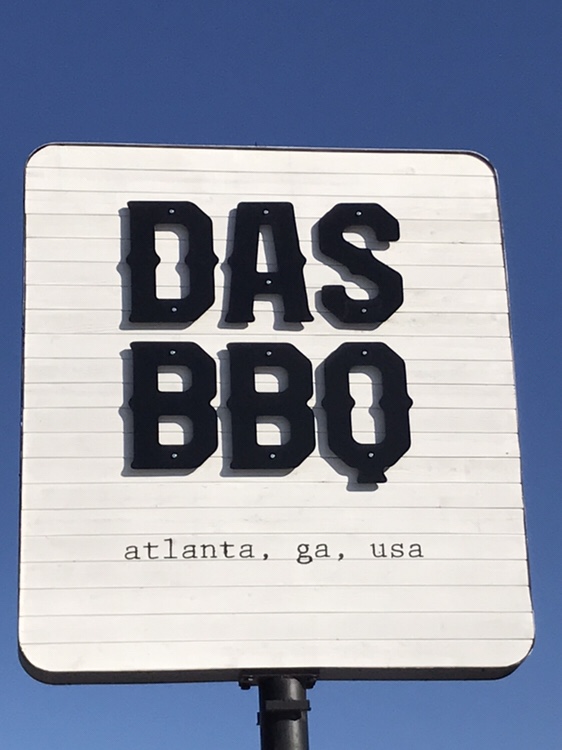 DAS
BBQ
atlanta, ga, usa